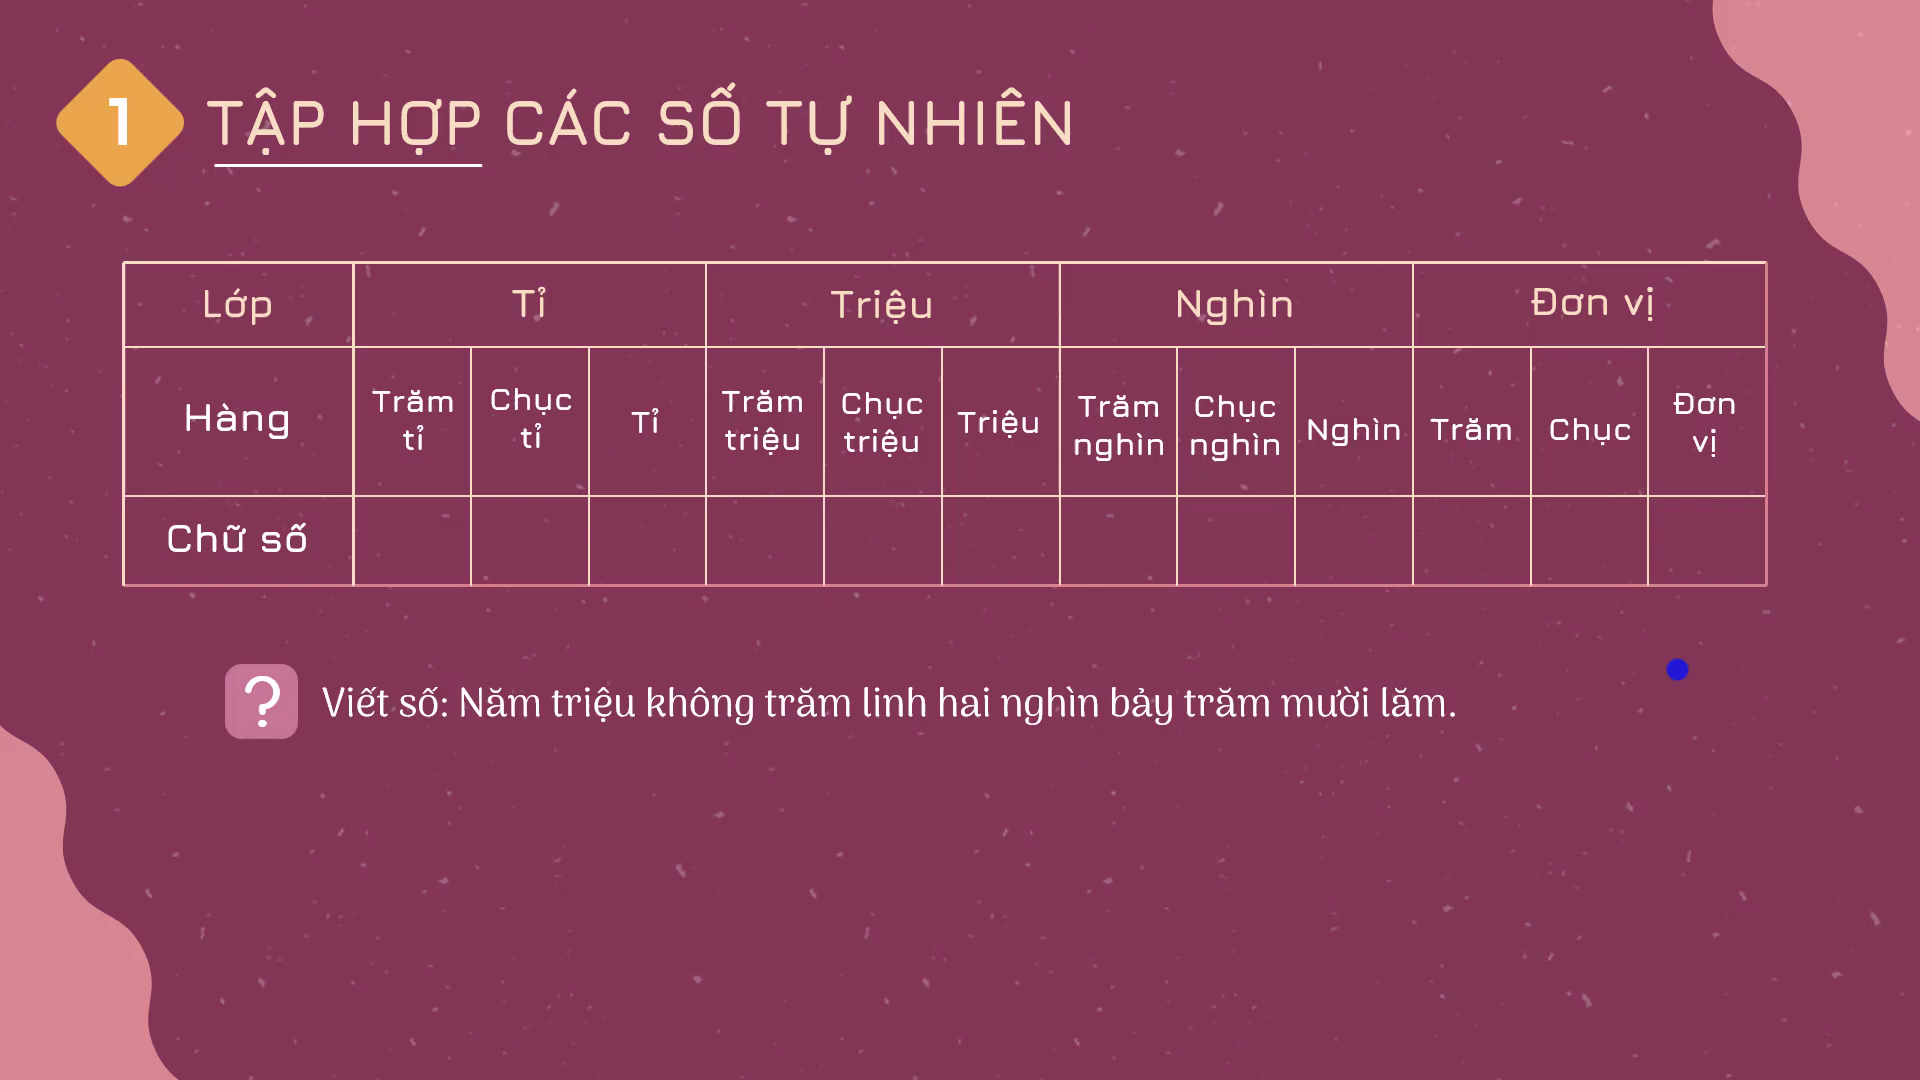 1 TẬP HỢP CÁC SỐ TỰ NHIÊN
Lớp Tỉ Triệu Nghìn Đơn vị
Hàng Trăm tỉ Chục tỉ Tỉ Trăm triệu Chục triệu Triệu Trăm nghìn Chục nghìn Nghìn Trăm Chục Đơn vị
Chữ số
? Viết số: Năm triệu không trăm linh hai nghìn bảy trăm mười lăm.